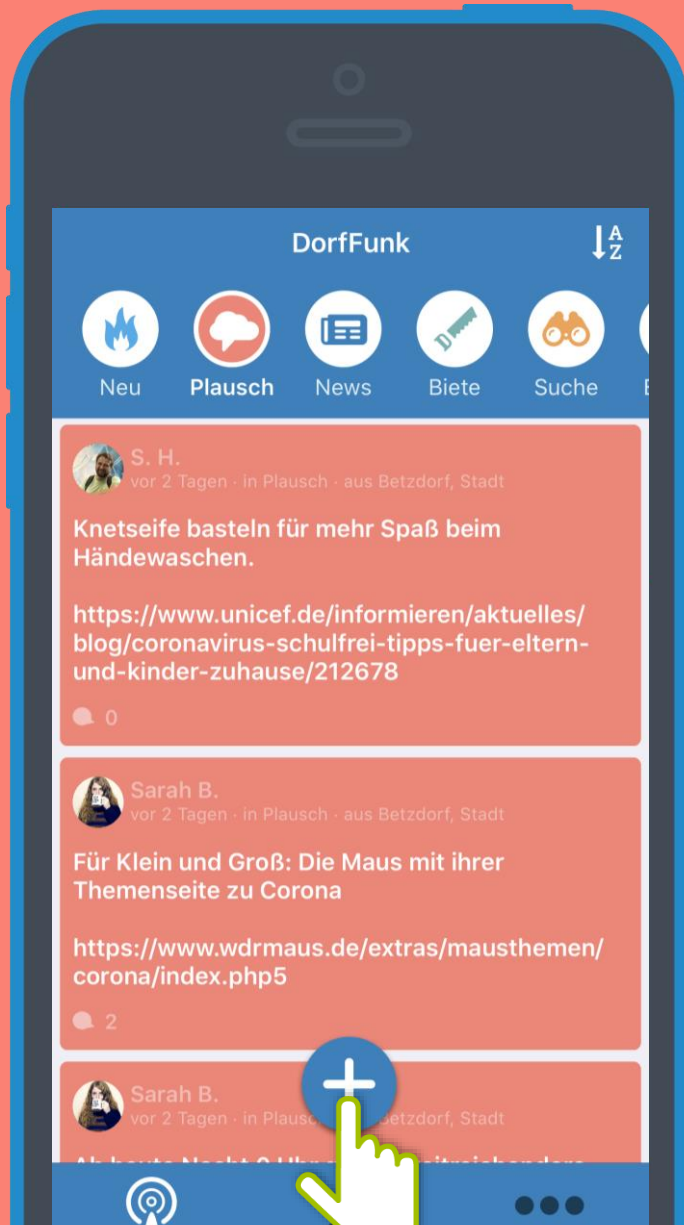 DorfFunk
A
Z
Neu
Plausch
News
Biete
Suche
S. H.
vor 2 Tagen · in Plausch · aus Betzdorf, Stadt
Knetseife basteln für mehr Spaß beim
Händewaschen.
https://www.unicef.de/informieren/aktuelles/
blog/coronavirus-schulfrei-tipps-fuer-eltern-
und-kinder-zuhause/212678
0
Sarah B.
vor 2 Tagen · in Plausch · aus Betzdorf, Stadt
Für Klein und Groß: Die Maus mit ihrer
Themenseite zu Corona
https://www.wdrmaus.de/extras/mausthemen/
corona/index.php5
2
Sarah B.
vor 2 Tagen · in Betzdorf, Stadt